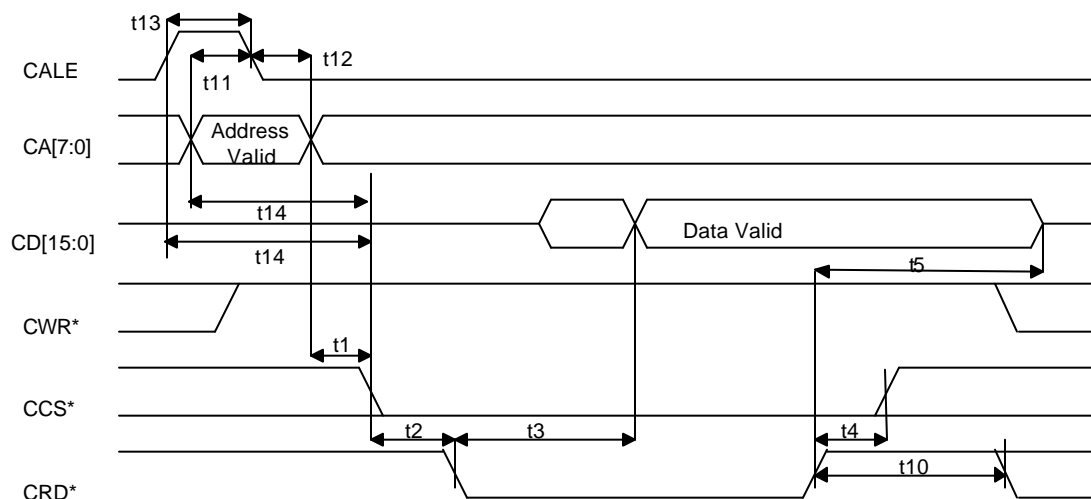 t13
t12
CALE
t11
CA[7:0]
Address
Valid
t14
CD[15:0]
Data Valid
t14
t5
CWR*
t1
CCS*
t2
t3
t4
t10
CRD*